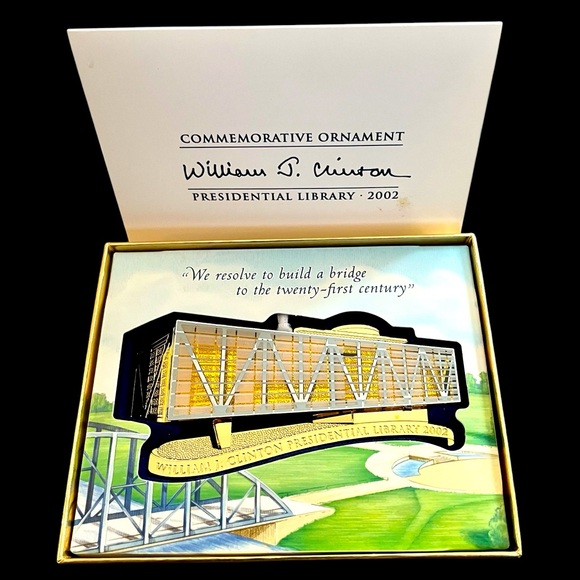 COMMEMORATIVE ORNAMENT
William J. Clinton
PRESIDENTIAL LIBRARY · 2002
“We resolve to build a bridge
to the twenty-first century”
WILLIAM J. CLINTON PRESIDENTIAL LIBRARY 2002